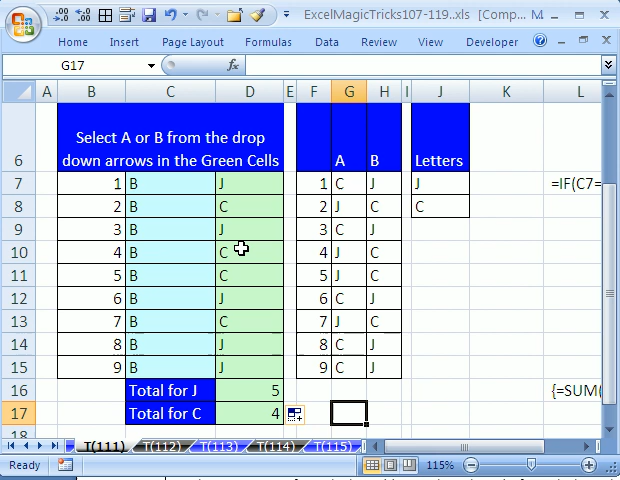 ExcelMagicTricks107-119..xls [Comp...
Home Insert Page Layout Formulas Data Review View Developer
G17 fx
A B C D E F G H I J K L
6 Select A or B from the drop
down arrows in the Green Cells A B Letters
7 1 B J 1 C J J =IF(C7=
8 2 B C 2 J C C
9 3 B J 3 C J
10 4 B C 4 J C
11 5 B C 5 J C
12 6 B J 6 C J
13 7 B C 7 J C
14 8 B J 8 C J
15 9 B J 9 C J
16 Total for J 5 {=SUM(
17 Total for C 4
18
T(111) T(112) T(113) T(114) T(115)
Ready 115%